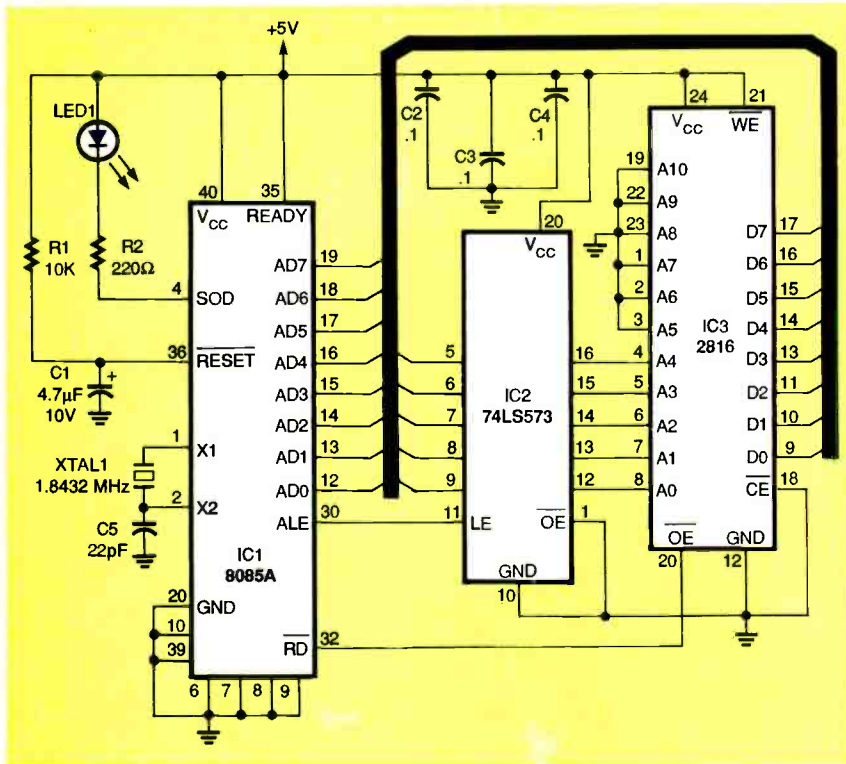 +5V
LED1
R1
10K
R2
220Ω
C1
4.7µF
10V
XTAL1
1.8432 MHz
C5
22pF
40
35
VCC
READY
4
SOD
36
RESET
1
X1
2
X2
20
GND
10
39
6
7
8
9
AD7
19
AD6
18
AD5
17
AD4
16
AD3
15
AD2
14
AD1
13
AD0
12
ALE
30
IC1
8085A
RD
32
C2
.1
C3
.1
C4
.1
20
VCC
5
16
6
15
IC2
74LS573
7
14
8
13
9
12
11
LE
OE
1
GND
10
24
21
VCC
WE
19
A10
22
A9
23
A8
1
A7
2
A6
3
A5
4
A4
5
A3
6
A2
7
A1
8
A0
IC3
2816
D7
17
D6
16
D5
15
D4
14
D3
13
D2
11
D1
10
D0
9
CE
18
OE
20
GND
12